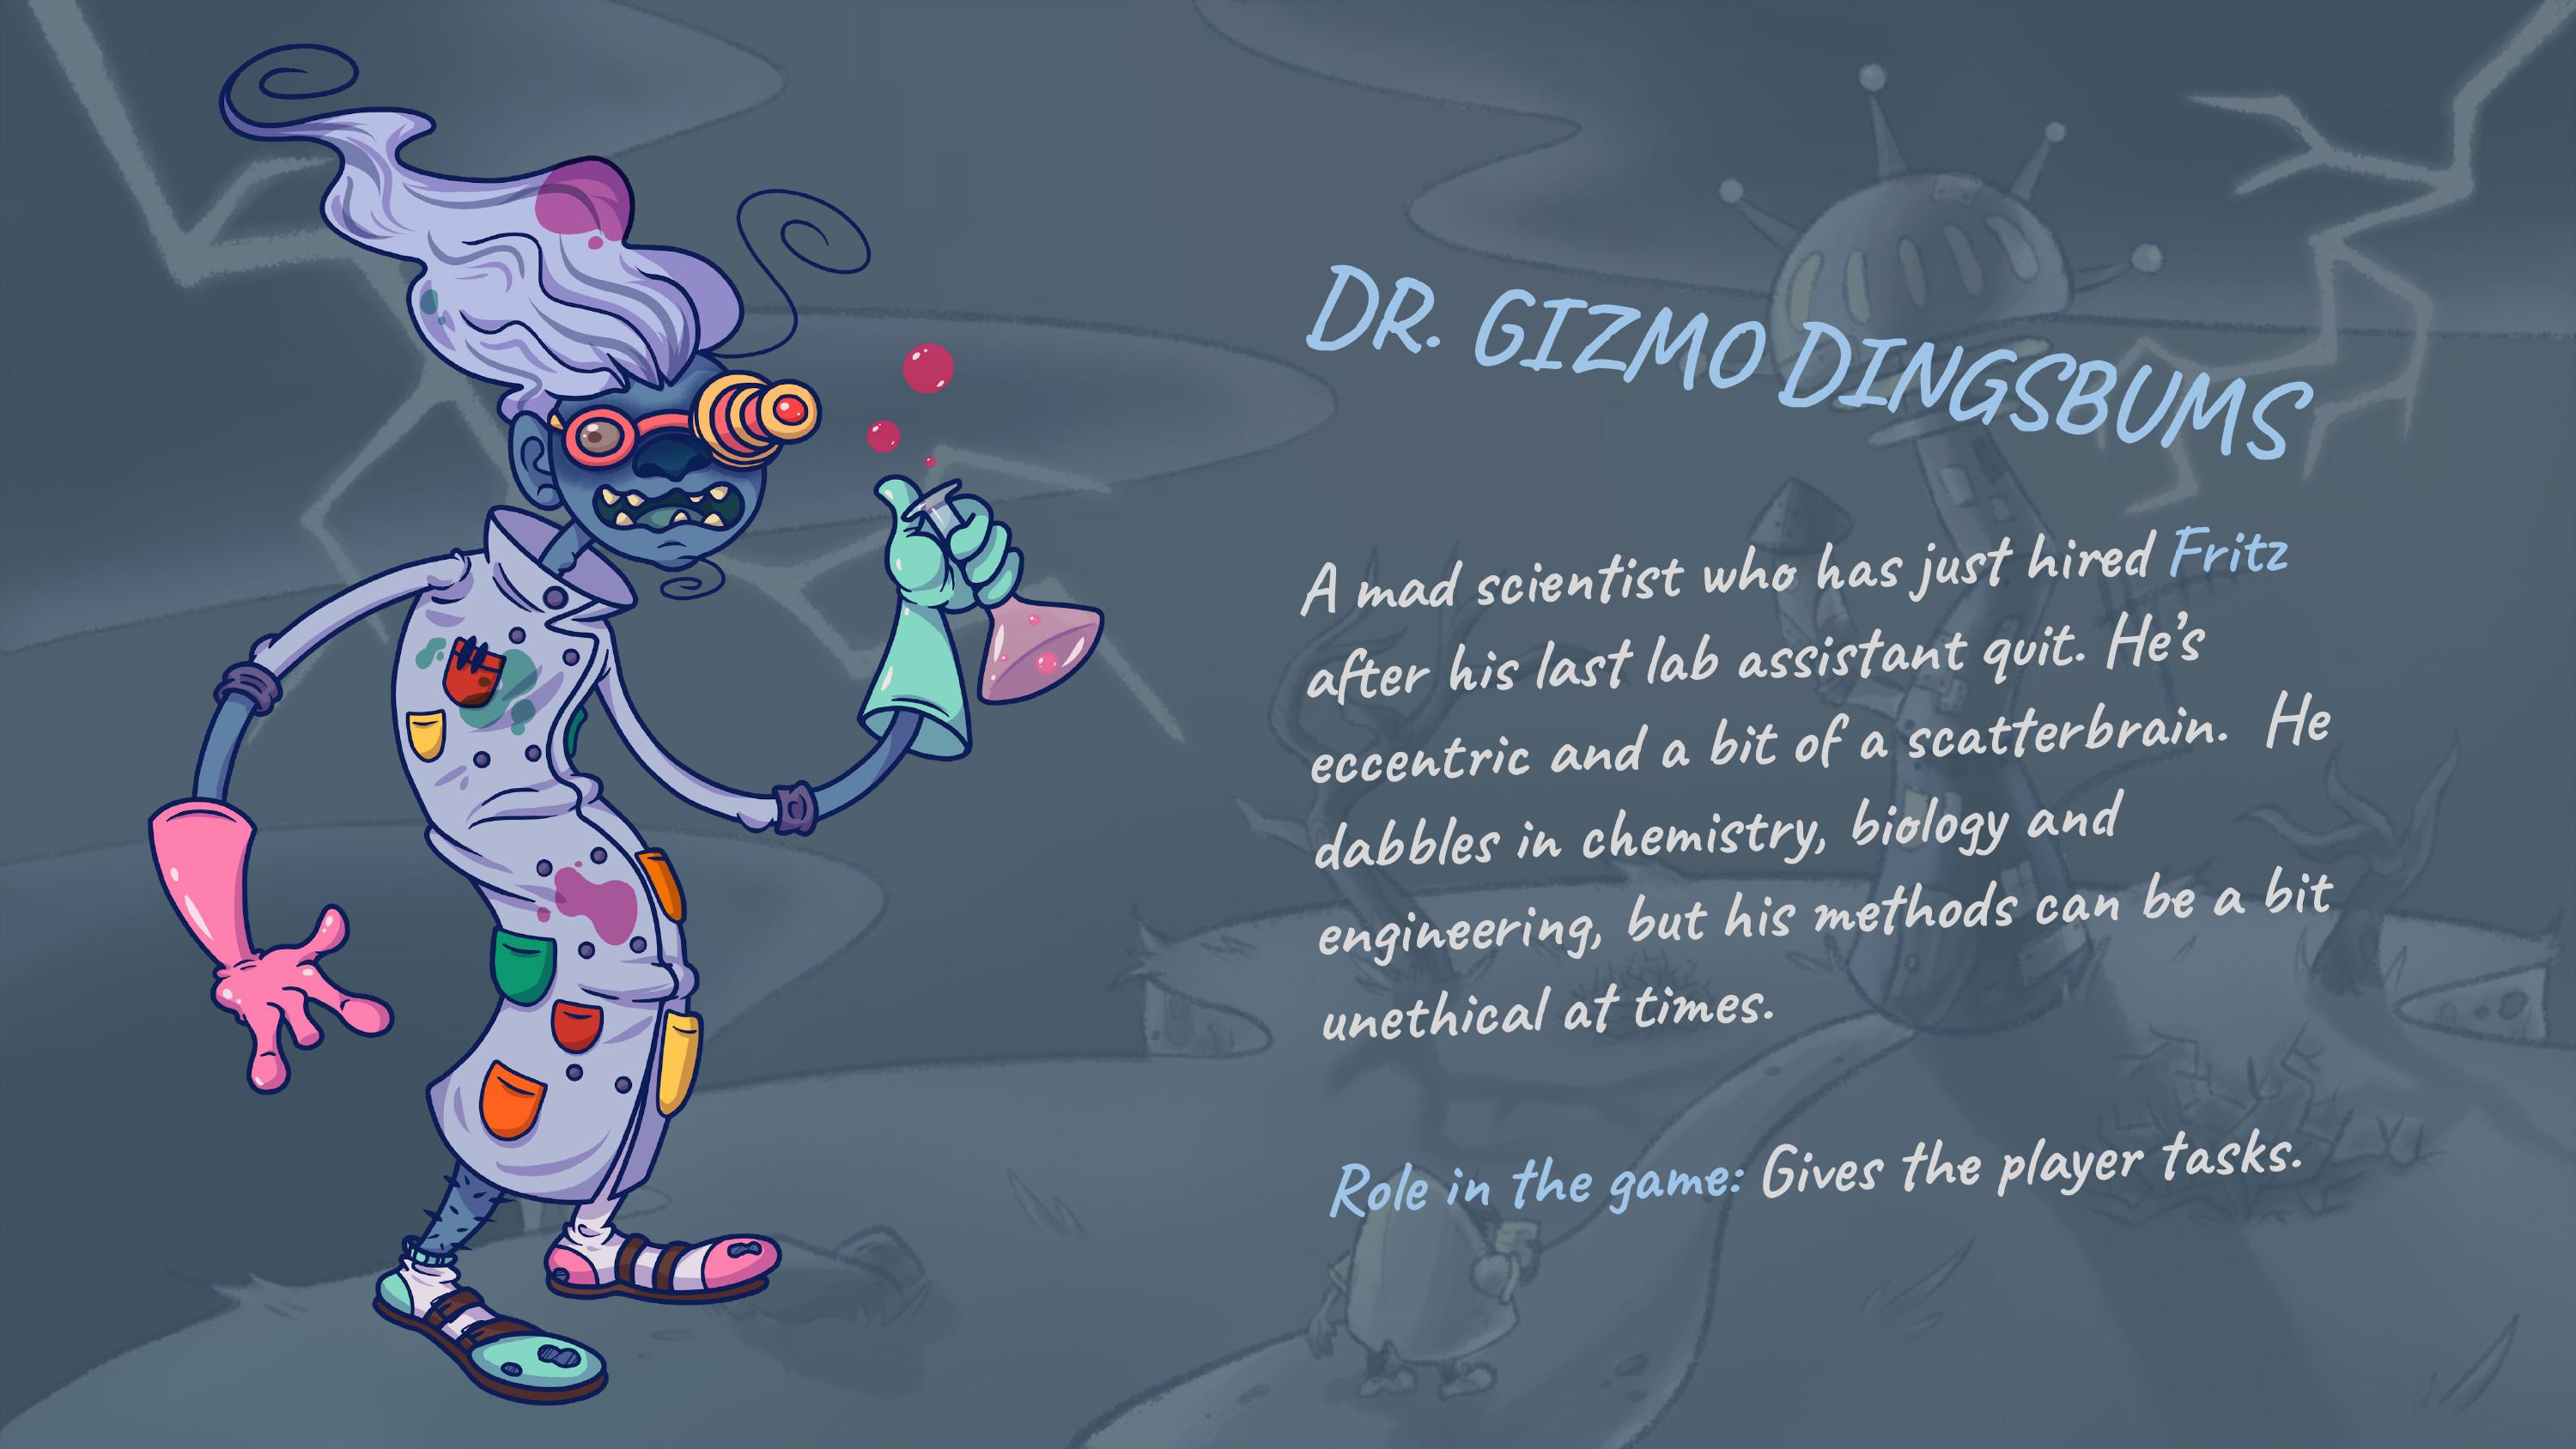 DR. GIZMO DINGSBUMS
A mad scientist who has just hired Fritz
after his last lab assistant quit. He's
eccentric and a bit of a scatterbrain.  He
dabbles in chemistry, biology and
engineering, but his methods can be a bit
unethical at times.
Role in the game: Gives the player tasks.